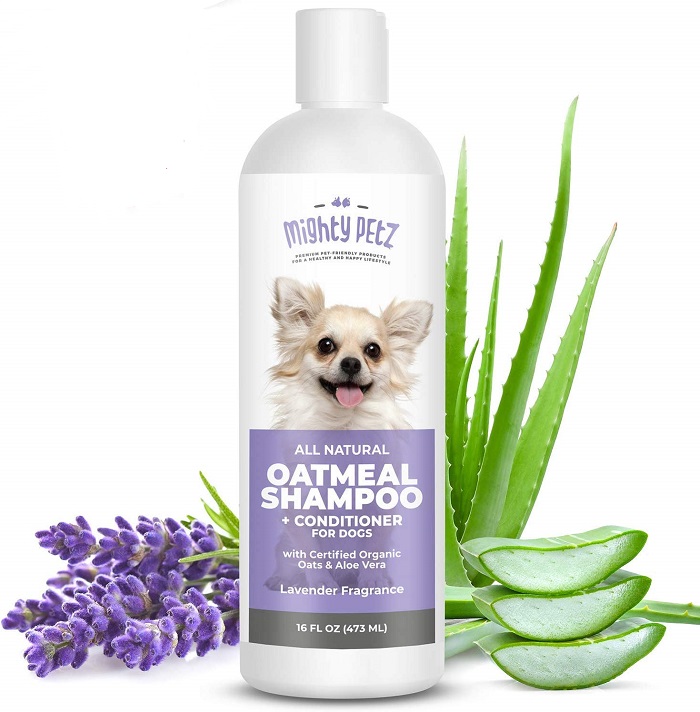 Mighty PEtZ
PREMIUM PET-FRIENDLY PRODUCTS
FOR A HEALTHY AND HAPPY LIFESTYLE
ALL NATURAL
OATMEAL
SHAMPOO
+ CONDITIONER
FOR DOGS
with Certified Organic
Oats & Aloe Vera
Lavender Fragrance
16 FL OZ (473 ML)